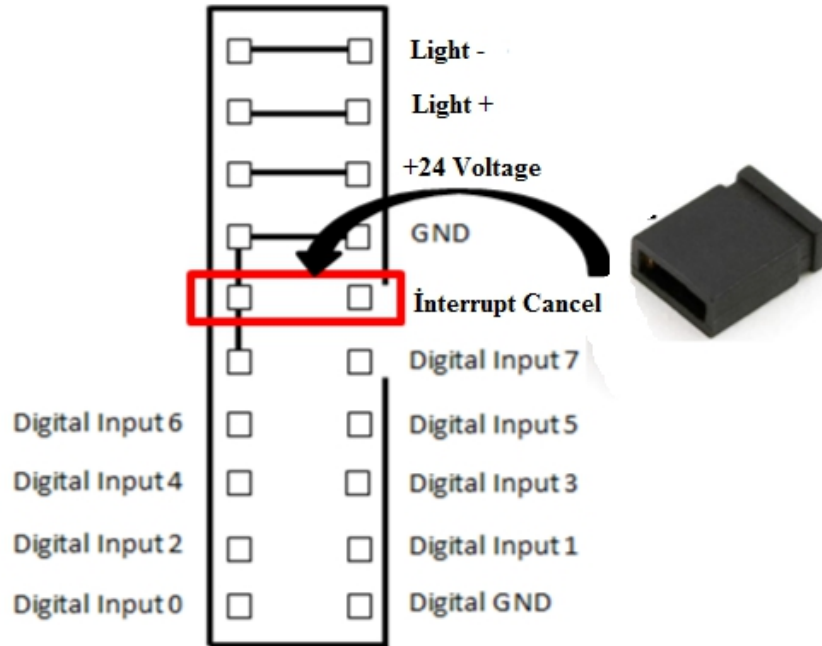 Light -
Light +
+24 Voltage
GND
İnterrupt Cancel
Digital Input 7
Digital Input 6 Digital Input 5
Digital Input 4 Digital Input 3
Digital Input 2 Digital Input 1
Digital Input 0 Digital GND